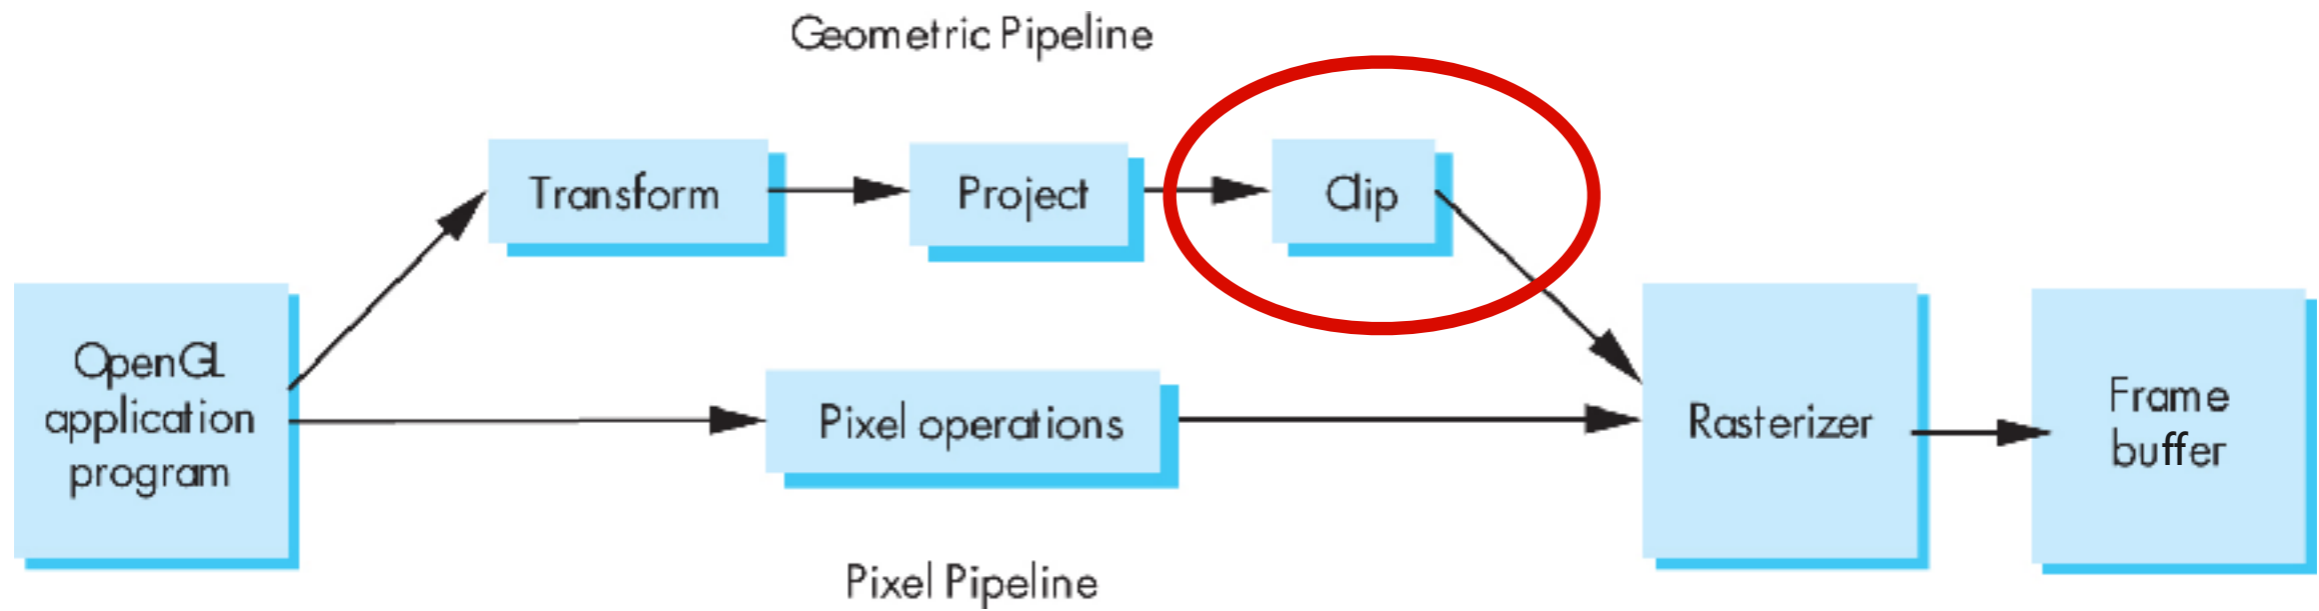 Geometric Pipeline
Transform
Project
Clip
OpenGL
application
program
Pixel operations
Rasterizer
Frame
buffer
Pixel Pipeline